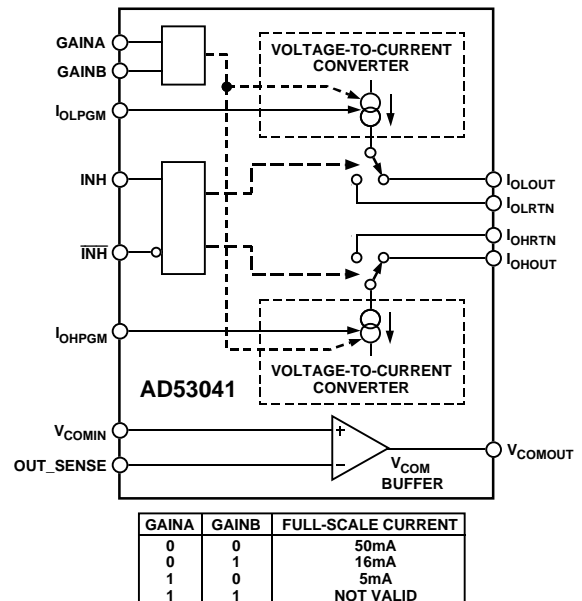 GAINA
GAINB
IOLPGM
INH
INH
IOHPGM
VCOMIN
OUT_SENSE
VOLTAGE-TO-CURRENT
CONVERTER
IOLOUT
IOLRTN
IOHRTN
IOHOUT
VOLTAGE-TO-CURRENT
CONVERTER
AD53041
+
–
VCOM
BUFFER
VCOMOUT
GAINA GAINB FULL-SCALE CURRENT
0 0 50mA
0 1 16mA
1 0 5mA
1 1 NOT VALID